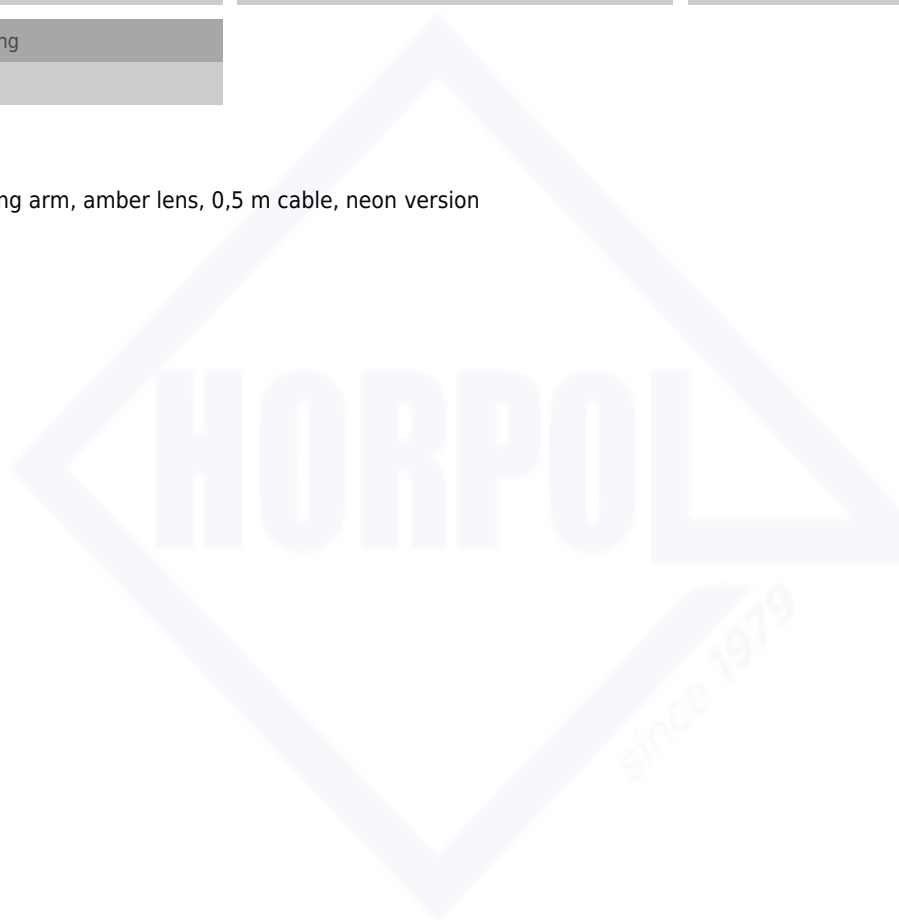 ng
ng arm, amber lens, 0,5 m cable, neon version
HORPOL
since 1979